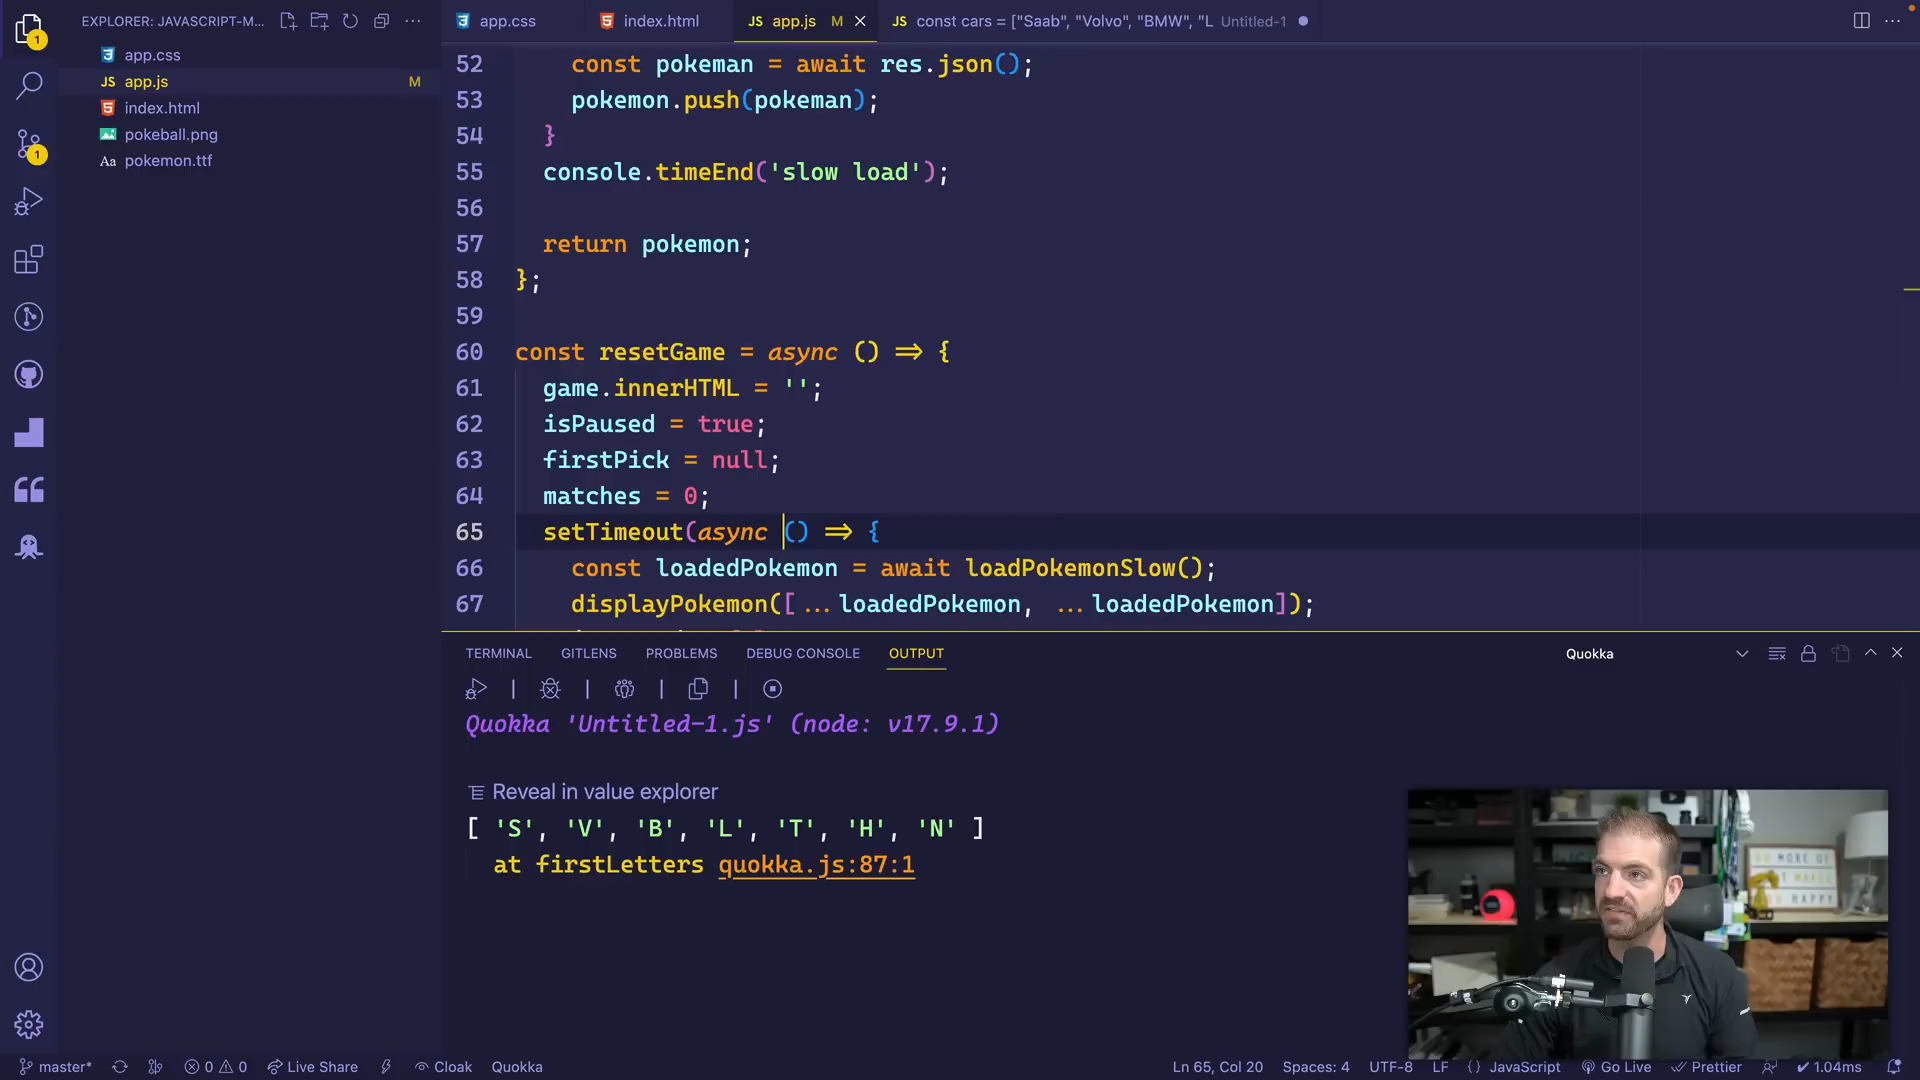 EXPLORER: JAVASCRIPT-M...
app.css
index.html
JS app.js M
JS const cars = ["Saab", "Volvo", "BMW", "L Untitled-1
1
app.css
JS app.js M
index.html
pokeball.png
Aa pokemon.ttf
1
52 const pokeman = await res.json();
53 pokemon.push(pokeman);
54 }
55 console.timeEnd('slow load');
56
57 return pokemon;
58 };
59
60 const resetGame = async () => {
61 game.innerHTML = '';
62 isPaused = true;
63 firstPick = null;
64 matches = 0;
65 setTimeout(async () => {
66 const loadedPokemon = await loadPokemonSlow();
67 displayPokemon([...loadedPokemon, ...loadedPokemon]);
TERMINAL GITLENS PROBLEMS DEBUG CONSOLE OUTPUT Quokka
Quokka 'Untitled-1.js' (node: v17.9.1)
Reveal in value explorer
[ 'S', 'V', 'B', 'L', 'T', 'H', 'N' ]
at firstLetters quokka.js:87:1
master* 0 0 Live Share Cloak Quokka Ln 65, Col 20 Spaces: 4 UTF-8 LF {} JavaScript Go Live Prettier 1.04ms